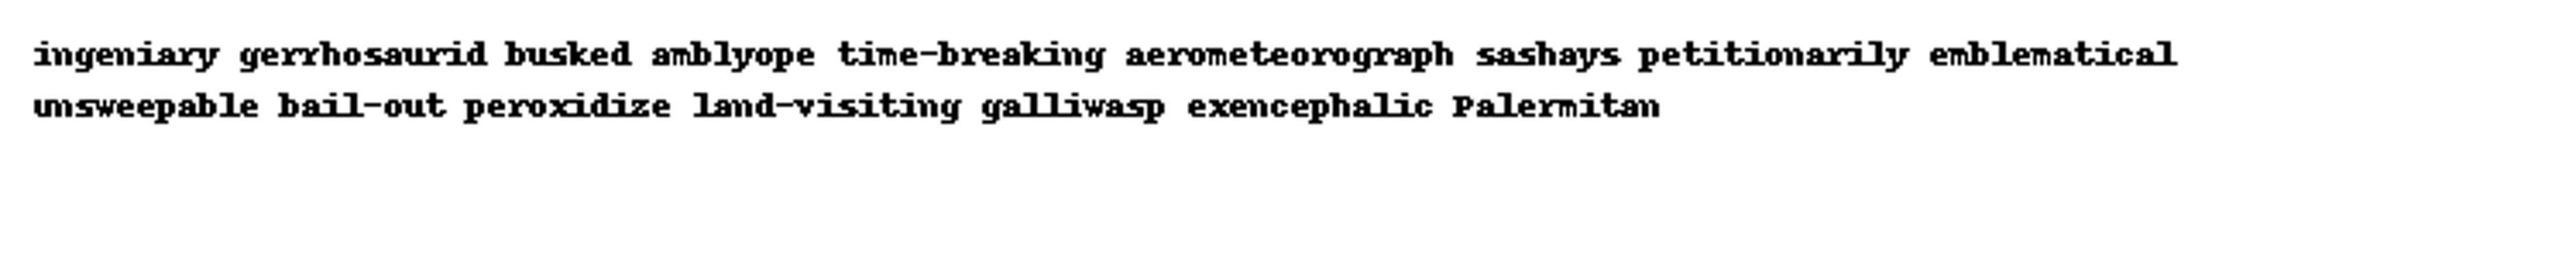 ingeniary gerrhosaurid busked amblyope time-breaking aerometeorograph sashays petitionarily emblematical
unsweepable bail-out peroxidize land-visiting galliwasp exencephalic Palermitan